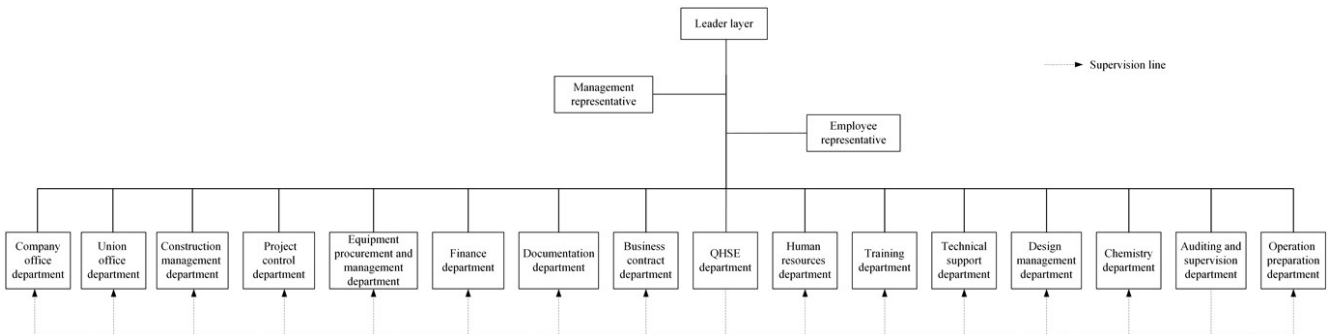 Leader layer
Supervision line
Management
representative
Employee
representative
Company
office
department
Union
office
department
Construction
management
department
Project
control
department
Equipment
procurement and
management
department
Finance
department
Documentation
department
Business
contract
department
QHSE
department
Human
resources
department
Training
department
Technical
support
department
Design
management
department
Chemistry
department
Auditing and
supervision
department
Operation
preparation
department